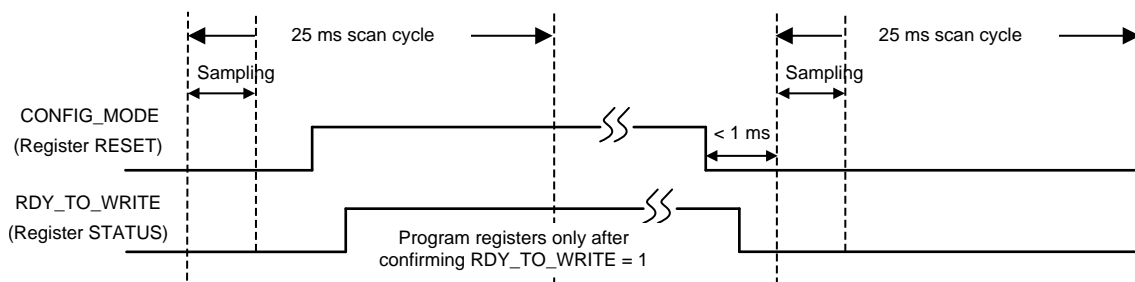 25 ms scan cycle
25 ms scan cycle
Sampling
Sampling
CONFIG_MODE
(Register RESET)
< 1 ms
RDY_TO_WRITE
(Register STATUS)
Program registers only after
confirming RDY_TO_WRITE = 1